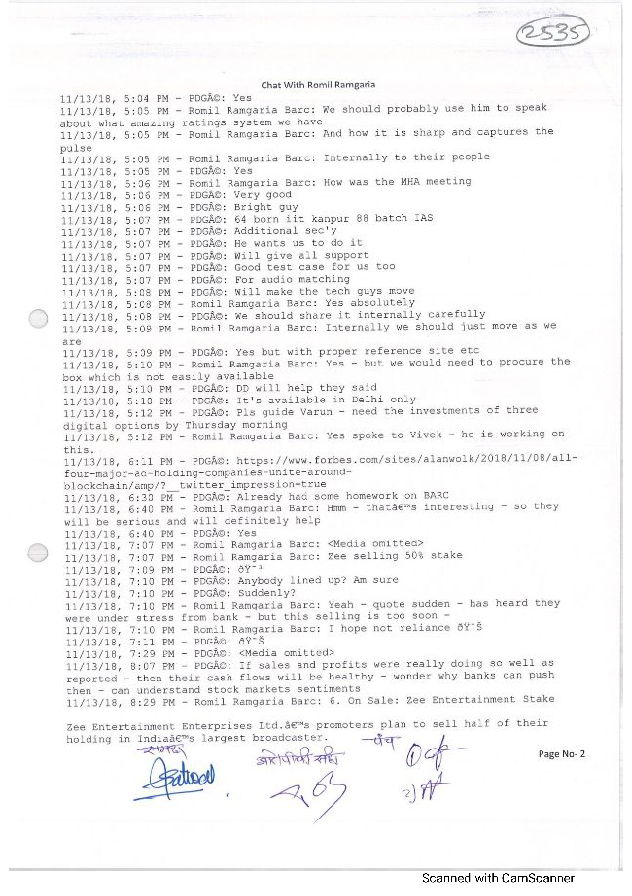 2535
Chat With Romil Ramgaria
11/13/18, 5:04 PM - PDGÃ©: Yes
11/13/18, 5:05 PM - Romil Ramgaria Barc: We should probably use him to speak
about what amazing ratings system we have
11/13/18, 5:05 PM - Romil Ramgaria Barc: And how it is sharp and captures the
pulse
11/13/18, 5:05 PM - Romil Ramgaria Barc: Internally to their people
11/13/18, 5:05 PM - PDGÃ©: Yes
11/13/18, 5:06 PM - Romil Ramgaria Barc: How was the MHA meeting
11/13/18, 5:06 PM - PDGÃ©: Very good
11/13/18, 5:06 PM - PDGÃ©: Bright guy
11/13/18, 5:07 PM - PDGÃ©: 64 born iit kanpur 88 batch IAS
11/13/18, 5:07 PM - PDGÃ©: Additional sec'y
11/13/18, 5:07 PM - PDGÃ©: He wants us to do it
11/13/18, 5:07 PM - PDGÃ©: Will give all support
11/13/18, 5:07 PM - PDGÃ©: Good test case for us too
11/13/18, 5:07 PM - PDGÃ©: For audio matching
11/13/18, 5:08 PM - PDGÃ©: Will make the tech guys move
11/13/18, 5:08 PM - Romil Ramgaria Barc: Yes absolutely
11/13/18, 5:08 PM - PDGÃ©: We should share it internally carefully
11/13/18, 5:09 PM - Romil Ramgaria Barc: Internally we should just move as we
are
11/13/18, 5:09 PM - PDGÃ©: Yes but with proper reference site etc
11/13/18, 5:10 PM - Romil Ramgaria Barc: Yes - but we would need to procure the
box which is not easily available
11/13/18, 5:10 PM - PDGÃ©: DD will help they said
11/13/18, 5:10 PM - PDGÃ©: It's available in Delhi only
11/13/18, 5:12 PM - PDGÃ©: Pls guide Varun - need the investments of three
digital options by Thursday morning
11/13/18, 5:12 PM - Romil Ramgaria Barc: Yes spoke to Vivek - he is working on
this.
11/13/18, 6:11 PM - PDGÃ©: https://www.forbes.com/sites/alanwolk/2018/11/08/all-
four-major-ad-holding-companies-unite-around-
blockchain/amp/?__twitter_impression=true
11/13/18, 6:30 PM - PDGÃ©: Already had some homework on BARC
11/13/18, 6:40 PM - Romil Ramgaria Barc: Hmm - thatâ€™s interesting - so they
will be serious and will definitely help
11/13/18, 6:40 PM - PDGÃ©: Yes
11/13/18, 7:07 PM - Romil Ramgaria Barc: <Media omitted>
11/13/18, 7:07 PM - Romil Ramgaria Barc: Zee selling 50% stake
11/13/18, 7:09 PM - PDGÃ©:
11/13/18, 7:10 PM - PDGÃ©: Anybody lined up? Am sure
11/13/18, 7:10 PM - PDGÃ©: Suddenly?
11/13/18, 7:10 PM - Romil Ramgaria Barc: Yeah - quote sudden - has heard they
were under stress from bank - but this selling is too soon -
11/13/18, 7:10 PM - Romil Ramgaria Barc: I hope not reliance ðŸ˜Š
11/13/18, 7:11 PM - PDGÃ©: ðŸ˜Š
11/13/18, 7:29 PM - PDGÃ©: <Media omitted>
11/13/18, 8:07 PM - PDGÃ©: If sales and profits were really doing so well as
reported - then their cash flows will be healthy - wonder why banks can push
then - can understand stock markets sentiments
11/13/18, 8:29 PM - Romil Ramgaria Barc: 6. On Sale: Zee Entertainment Stake
Zee Entertainment Enterprises Ltd.â€™s promoters plan to sell half of their
holding in Indiaâ€™s largest broadcaster.
समक्ष
आरोपीची सही
पंच
Page No- 2
Scanned with CamScanner